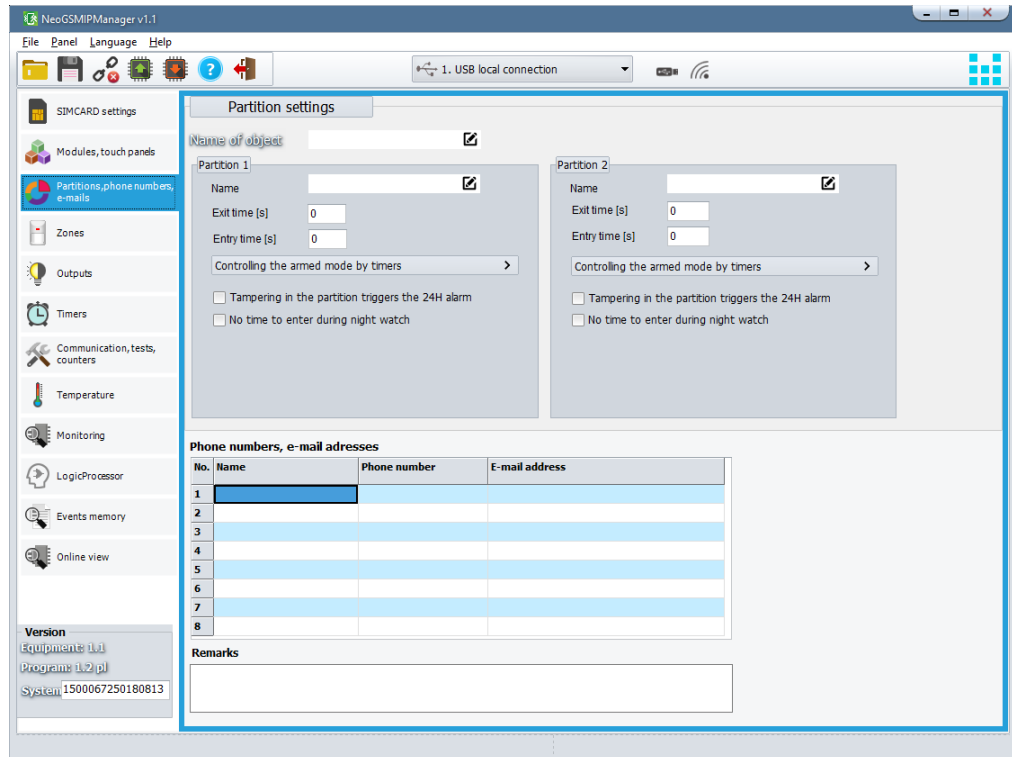 NeoGSMIPManager v1.1
File Panel Language Help
1. USB local connection
SIMCARD settings
Modules, touch panels
Partitions,phone numbers,
e-mails
Zones
Outputs
Timers
Communication, tests,
counters
Temperature
Monitoring
LogicProcessor
Events memory
Online view
Version
Equipment: 1.1
Program: 1.2 pl
System 1500067250180813
Partition settings
Name of object
Partition 1
Name
Exit time [s] 0
Entry time [s] 0
Controlling the armed mode by timers >
Tampering in the partition triggers the 24H alarm
No time to enter during night watch
Partition 2
Name
Exit time [s] 0
Entry time [s] 0
Controlling the armed mode by timers >
Tampering in the partition triggers the 24H alarm
No time to enter during night watch
Phone numbers, e-mail adresses
No. Name Phone number E-mail address
1
2
3
4
5
6
7
8
Remarks